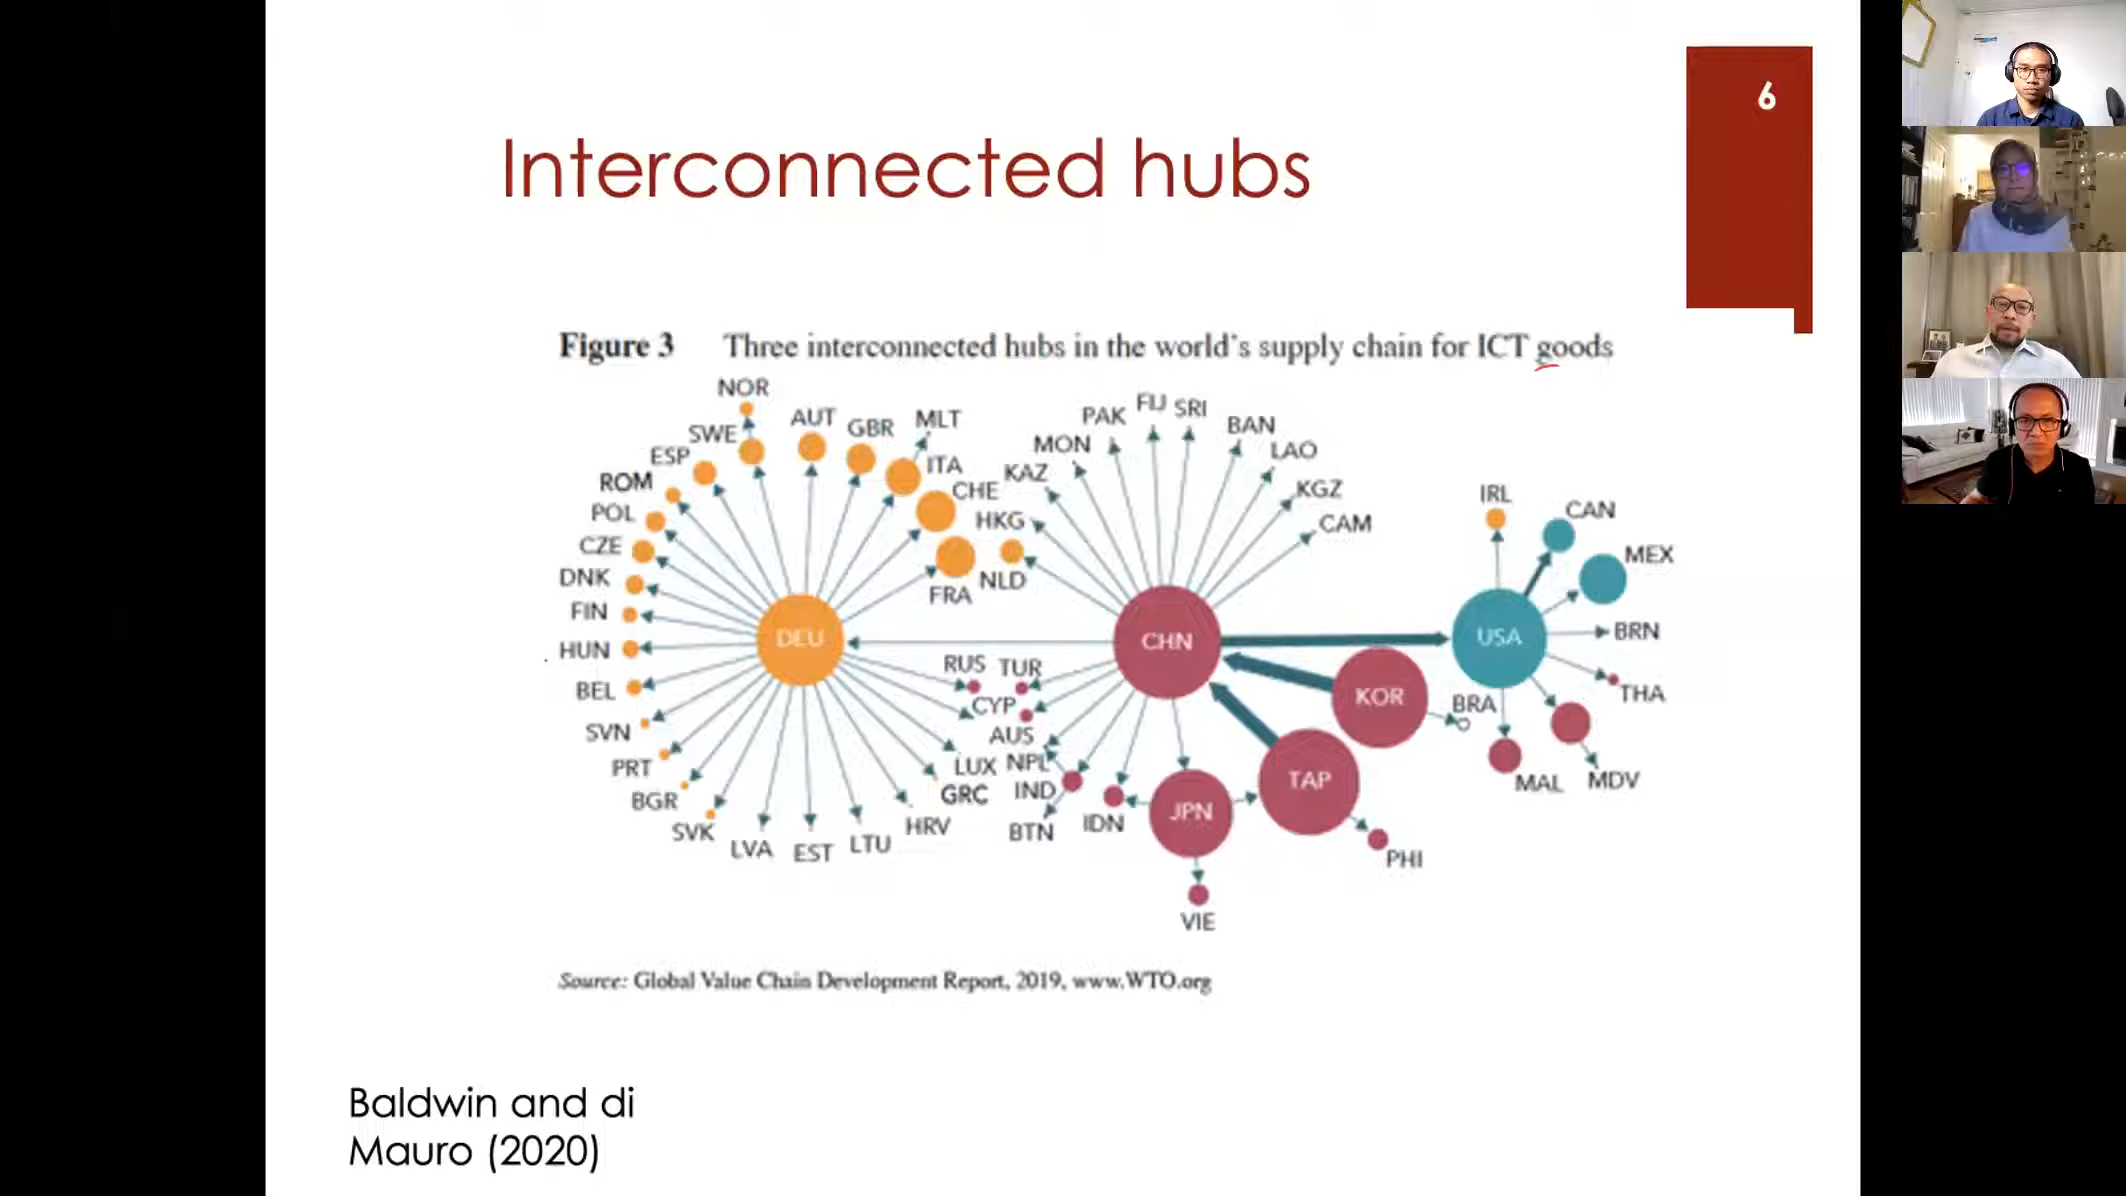 6
Interconnected hubs
Figure 3 Three interconnected hubs in the world's supply chain for ICT goods
NOR
SWE
AUT
GBR
MLT
ESP
ITA
ROM
CHE
POL
HKG
CZE
NLD
DNK
FRA
FIN
DEU
HUN
BEL
SVN
PRT
BGR
SVK
LVA
EST
LTU
HRV
GRC
LUX
RUS
TUR
CYP
AUS
NPL
IND
BTN
IDN
KAZ
MON
PAK
FIJ
SRI
BAN
LAO
KGZ
CAM
CHN
JPN
VIE
TAP
PHI
KOR
BRA
USA
IRL
CAN
MEX
BRN
THA
MAL
MDV
Source: Global Value Chain Development Report, 2019, www.WTO.org
Baldwin and di
Mauro (2020)